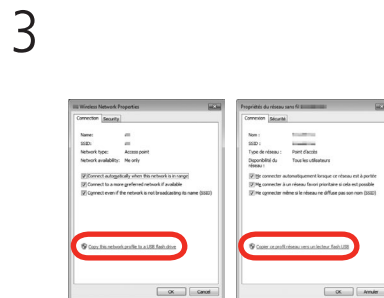 3
Wireless Network Properties
Connection Security
Name:
SSID:
Network type: Access point
Network availability: Me only
Connect automatically when this network is in range
Connect to a more preferred network if available
Connect even if the network is not broadcasting its name (SSID)
Copy this network profile to a USB flash drive
OK Cancel
Propriétés du réseau sans fil
Connexion Sécurité
Nom :
SSID :
Type de réseau : Point d'accès
Disponibilité du réseau : Tous les utilisateurs
Me connecter automatiquement lorsque ce réseau est à portée
Me connecter à un réseau favori prioritaire si cela est possible
Me connecter même si le réseau ne diffuse pas son nom (SSID)
Copier ce profil réseau vers un lecteur flash USB
OK Annuler